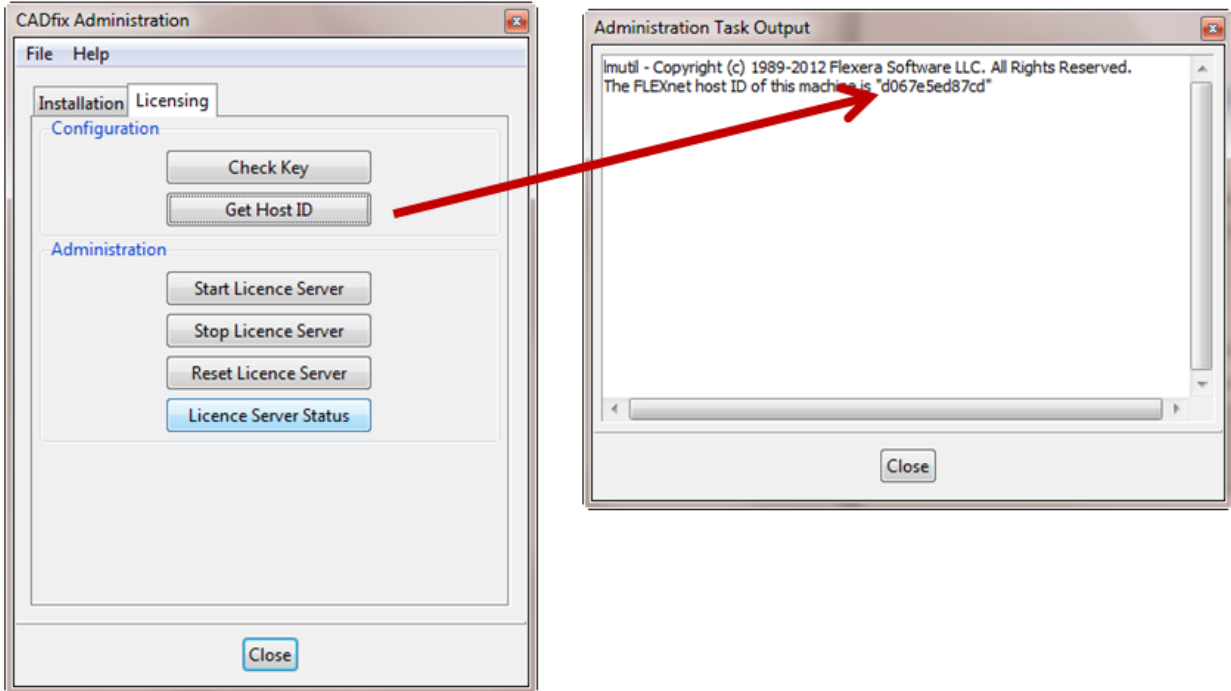 CADfix Administration
File Help
Installation Licensing
Configuration
Check Key
Get Host ID
Administration
Start Licence Server
Stop Licence Server
Reset Licence Server
Licence Server Status
Close
Administration Task Output
lmutil - Copyright (c) 1989-2012 Flexera Software LLC. All Rights Reserved.
The FLEXnet host ID of this machine is "d067e5ed87cd"
Close